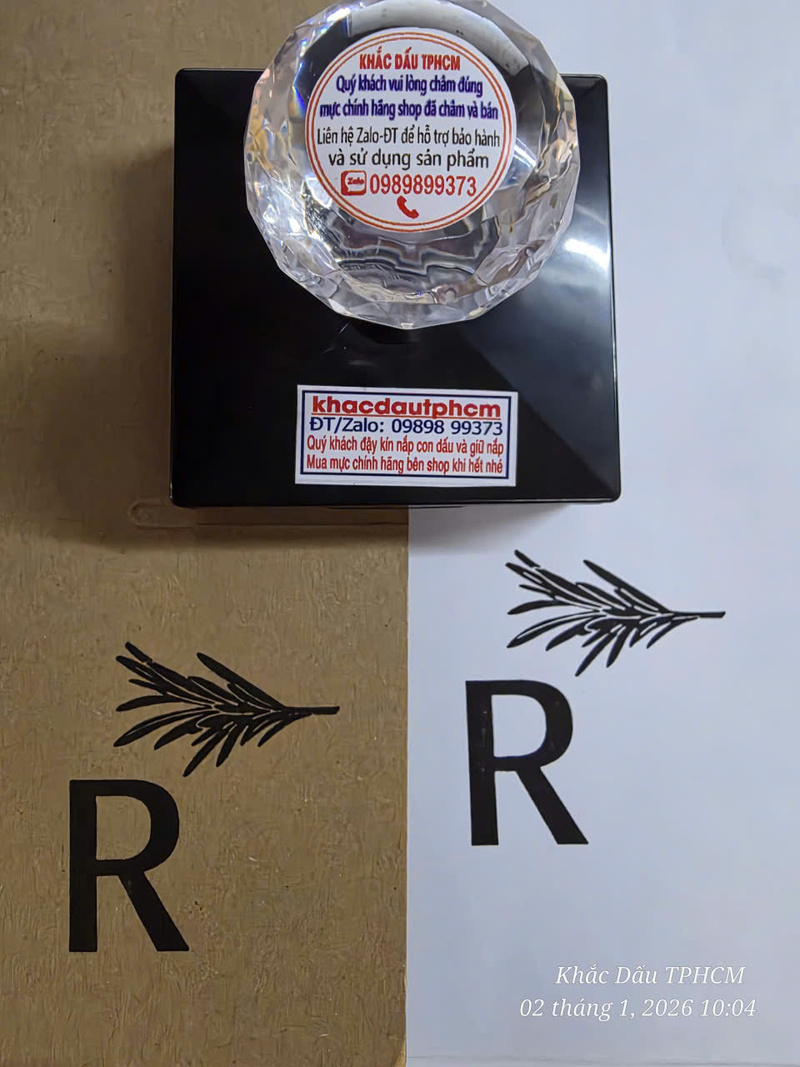 KHẮC DẤU TPHCM
Quý khách vui lòng châm đúng
mực chính hãng shop đã châm và bán
Liên hệ Zalo-ĐT để hỗ trợ bảo hành
và sử dụng sản phẩm
Zalo 0989899373
khacdautphcm
ĐT/Zalo: 09898 99373
Quý khách đậy kín nắp con dấu và giữ nắp
Mua mực chính hãng bên shop khi hết nhé
R
R
Khắc Dấu TPHCM
02 tháng 1, 2026 10:04